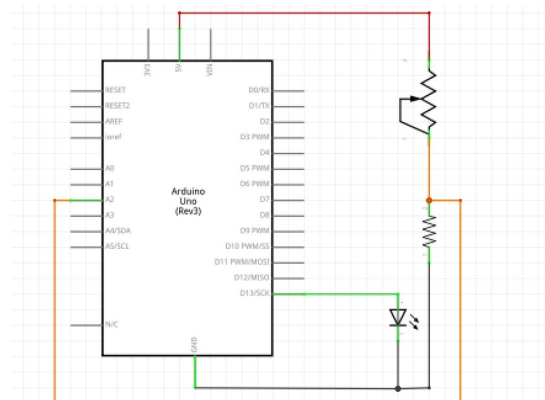 3V3
5V
VIN
RESET
RESET2
AREF
ioref
A0
A1
A2
A3
A4/SDA
A5/SCL
N/C
Arduino
Uno
(Rev3)
D0/RX
D1/TX
D2
D3 PWM
D4
D5 PWM
D6 PWM
D7
D8
D9 PWM
D10 PWM/SS
D11 PWM/MOSI
D12/MISO
D13/SCK
GND